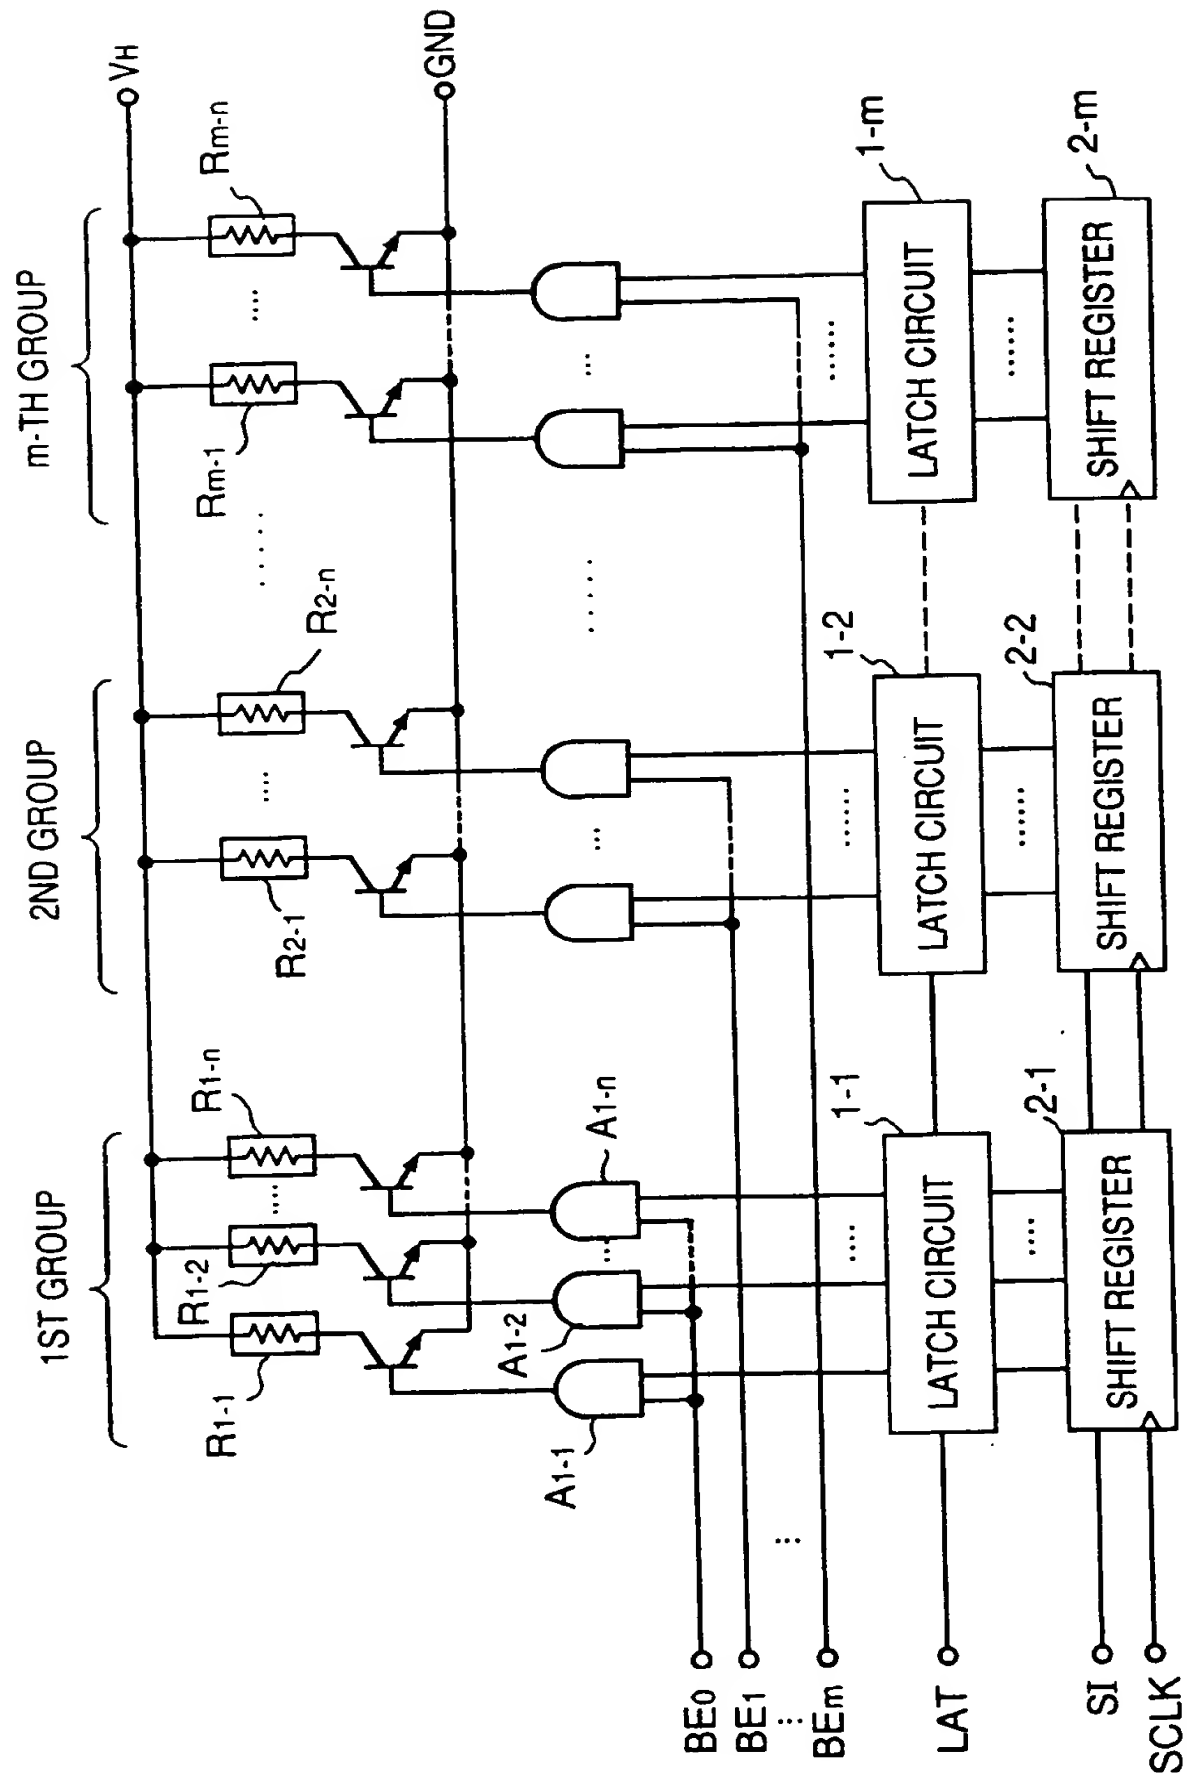 1ST GROUP
2ND GROUP
m-TH GROUP
VH
R1-1
R1-2
R1-n
R2-1
R2-n
Rm-1
Rm-n
GND
A1-1
A1-2
A1-n
BE0
BE1
BEm
1-1
1-2
1-m
LAT
LATCH CIRCUIT
LATCH CIRCUIT
LATCH CIRCUIT
2-1
2-2
2-m
SI
SCLK
SHIFT REGISTER
SHIFT REGISTER
SHIFT REGISTER